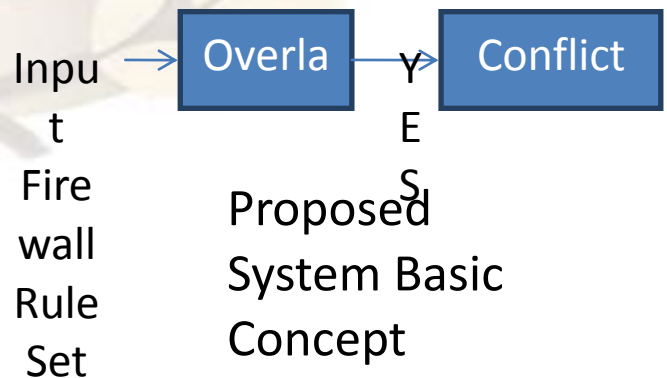 Inpu
t
Fire
wall
Rule
Set
Overla
Y
E
S
Conflict
Proposed
System Basic
Concept